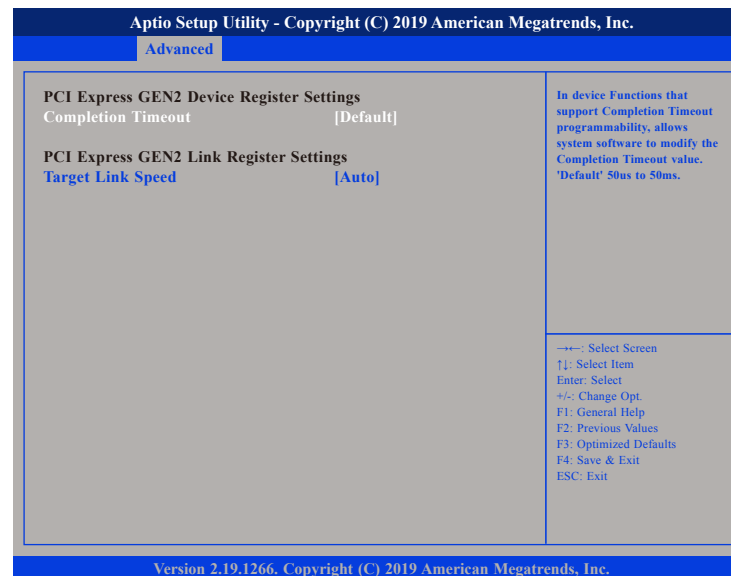 Aptio Setup Utility - Copyright (C) 2019 American Megatrends, Inc.
Advanced
PCI Express GEN2 Device Register Settings
Completion Timeout [Default]
PCI Express GEN2 Link Register Settings
Target Link Speed [Auto]
In device Functions that
support Completion Timeout
programmability, allows
system software to modify the
Completion Timeout value.
'Default' 50us to 50ms.
→←: Select Screen
↑↓: Select Item
Enter: Select
+/-: Change Opt.
F1: General Help
F2: Previous Values
F3: Optimized Defaults
F4: Save & Exit
ESC: Exit
Version 2.19.1266. Copyright (C) 2019 American Megatrends, Inc.